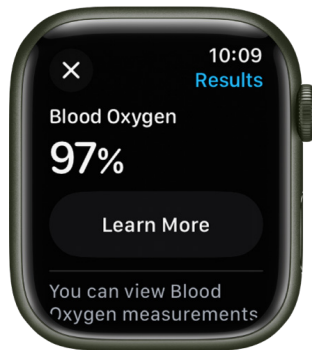 10:09
Results
Blood Oxygen
97%
Learn More
You can view Blood
Oxygen measurements